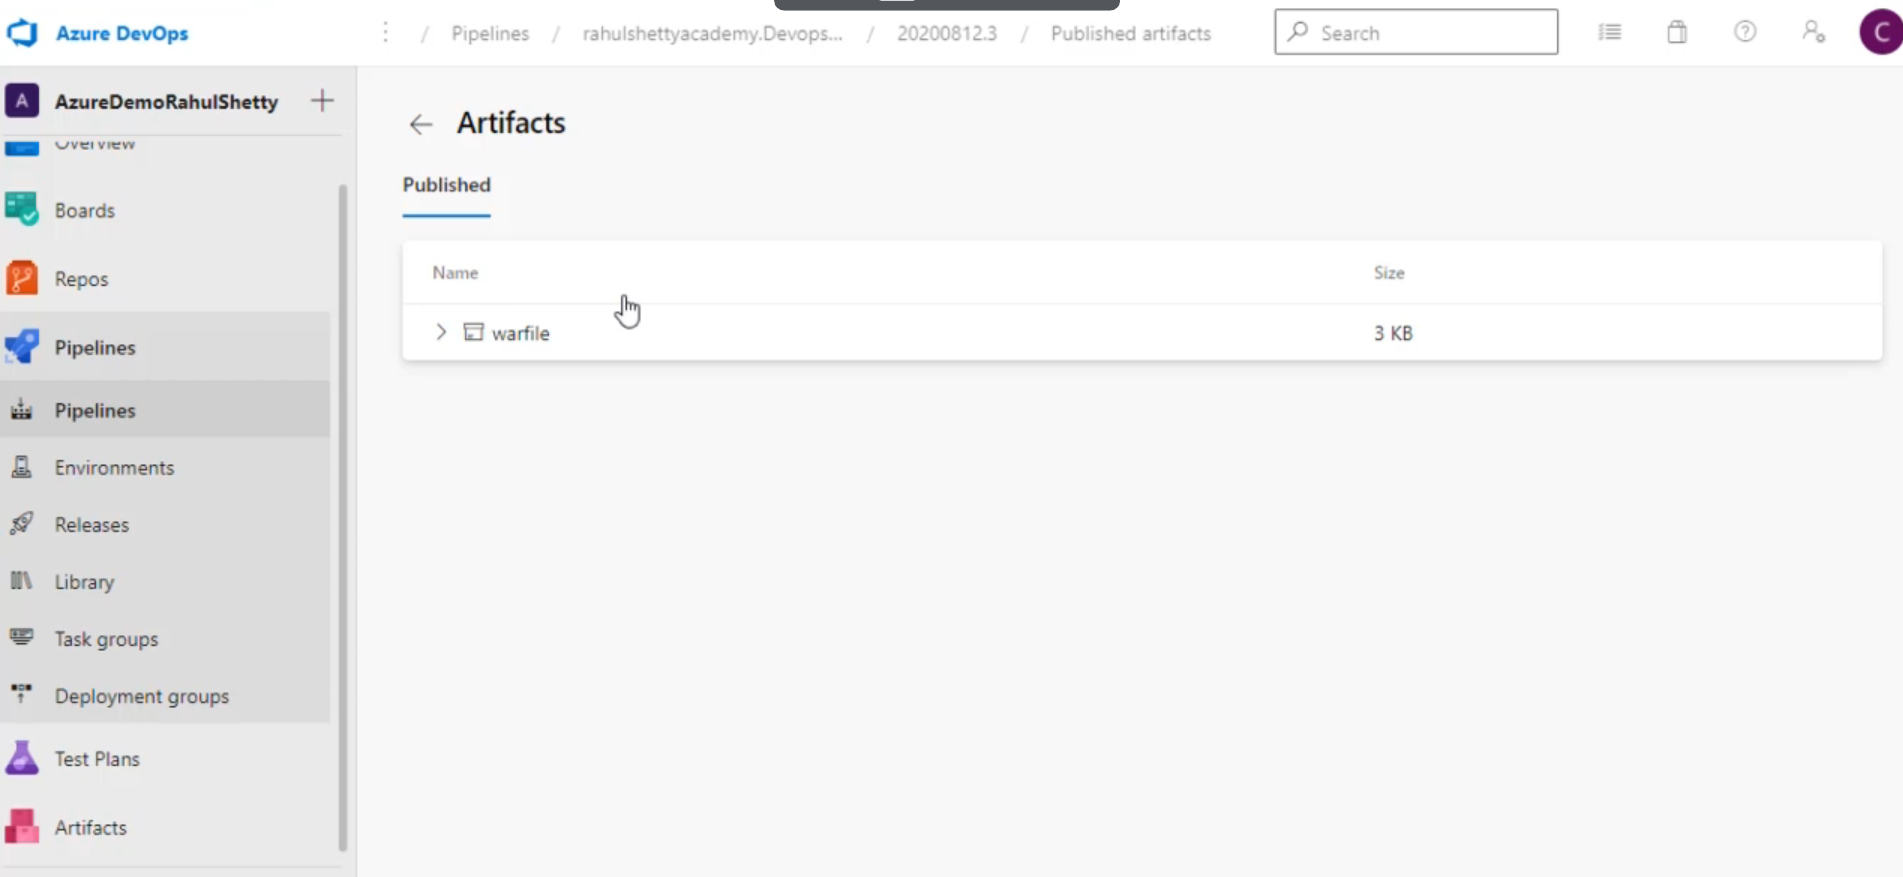 Azure DevOps
/ Pipelines / rahulshettyacademy.Devops... / 20200812.3 / Published artifacts
Search
C
A AzureDemoRahulShetty
Overview
Boards
Repos
Pipelines
Pipelines
Environments
Releases
Library
Task groups
Deployment groups
Test Plans
Artifacts
Artifacts
Published
Name Size
warfile 3 KB